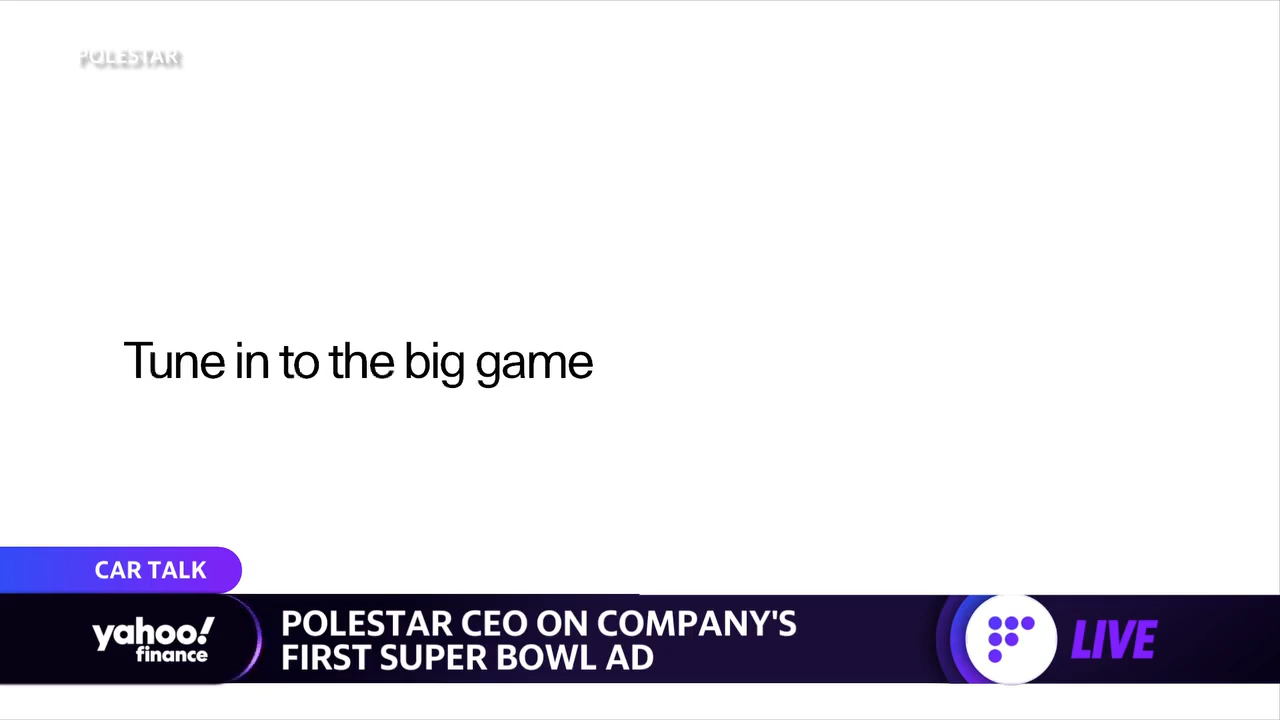 POLESTAR
Tune in to the big game
CAR TALK
yahoo!
finance
POLESTAR CEO ON COMPANY'S
FIRST SUPER BOWL AD
LIVE